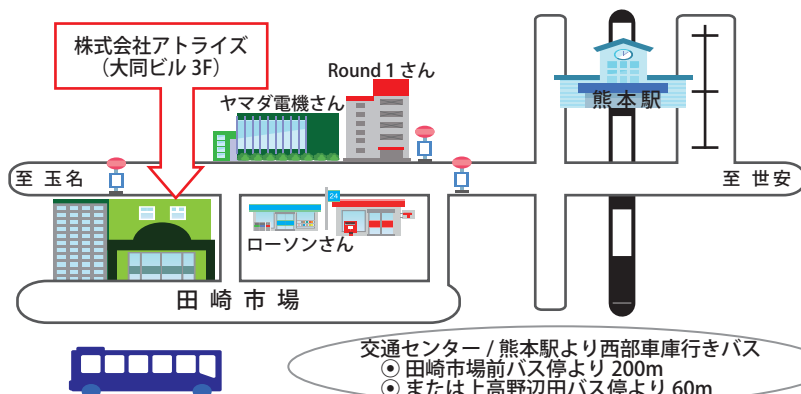 株式会社アトライズ
（大同ビル 3F）
Round 1 さん
ヤマダ電機さん
熊本駅
至 玉名
至 世安
24
ローソンさん
田崎市場
交通センター / 熊本駅より西部車庫行きバス
⦿ 田崎市場前バス停より 200m
⦿ または上高野辺田バス停より 60m